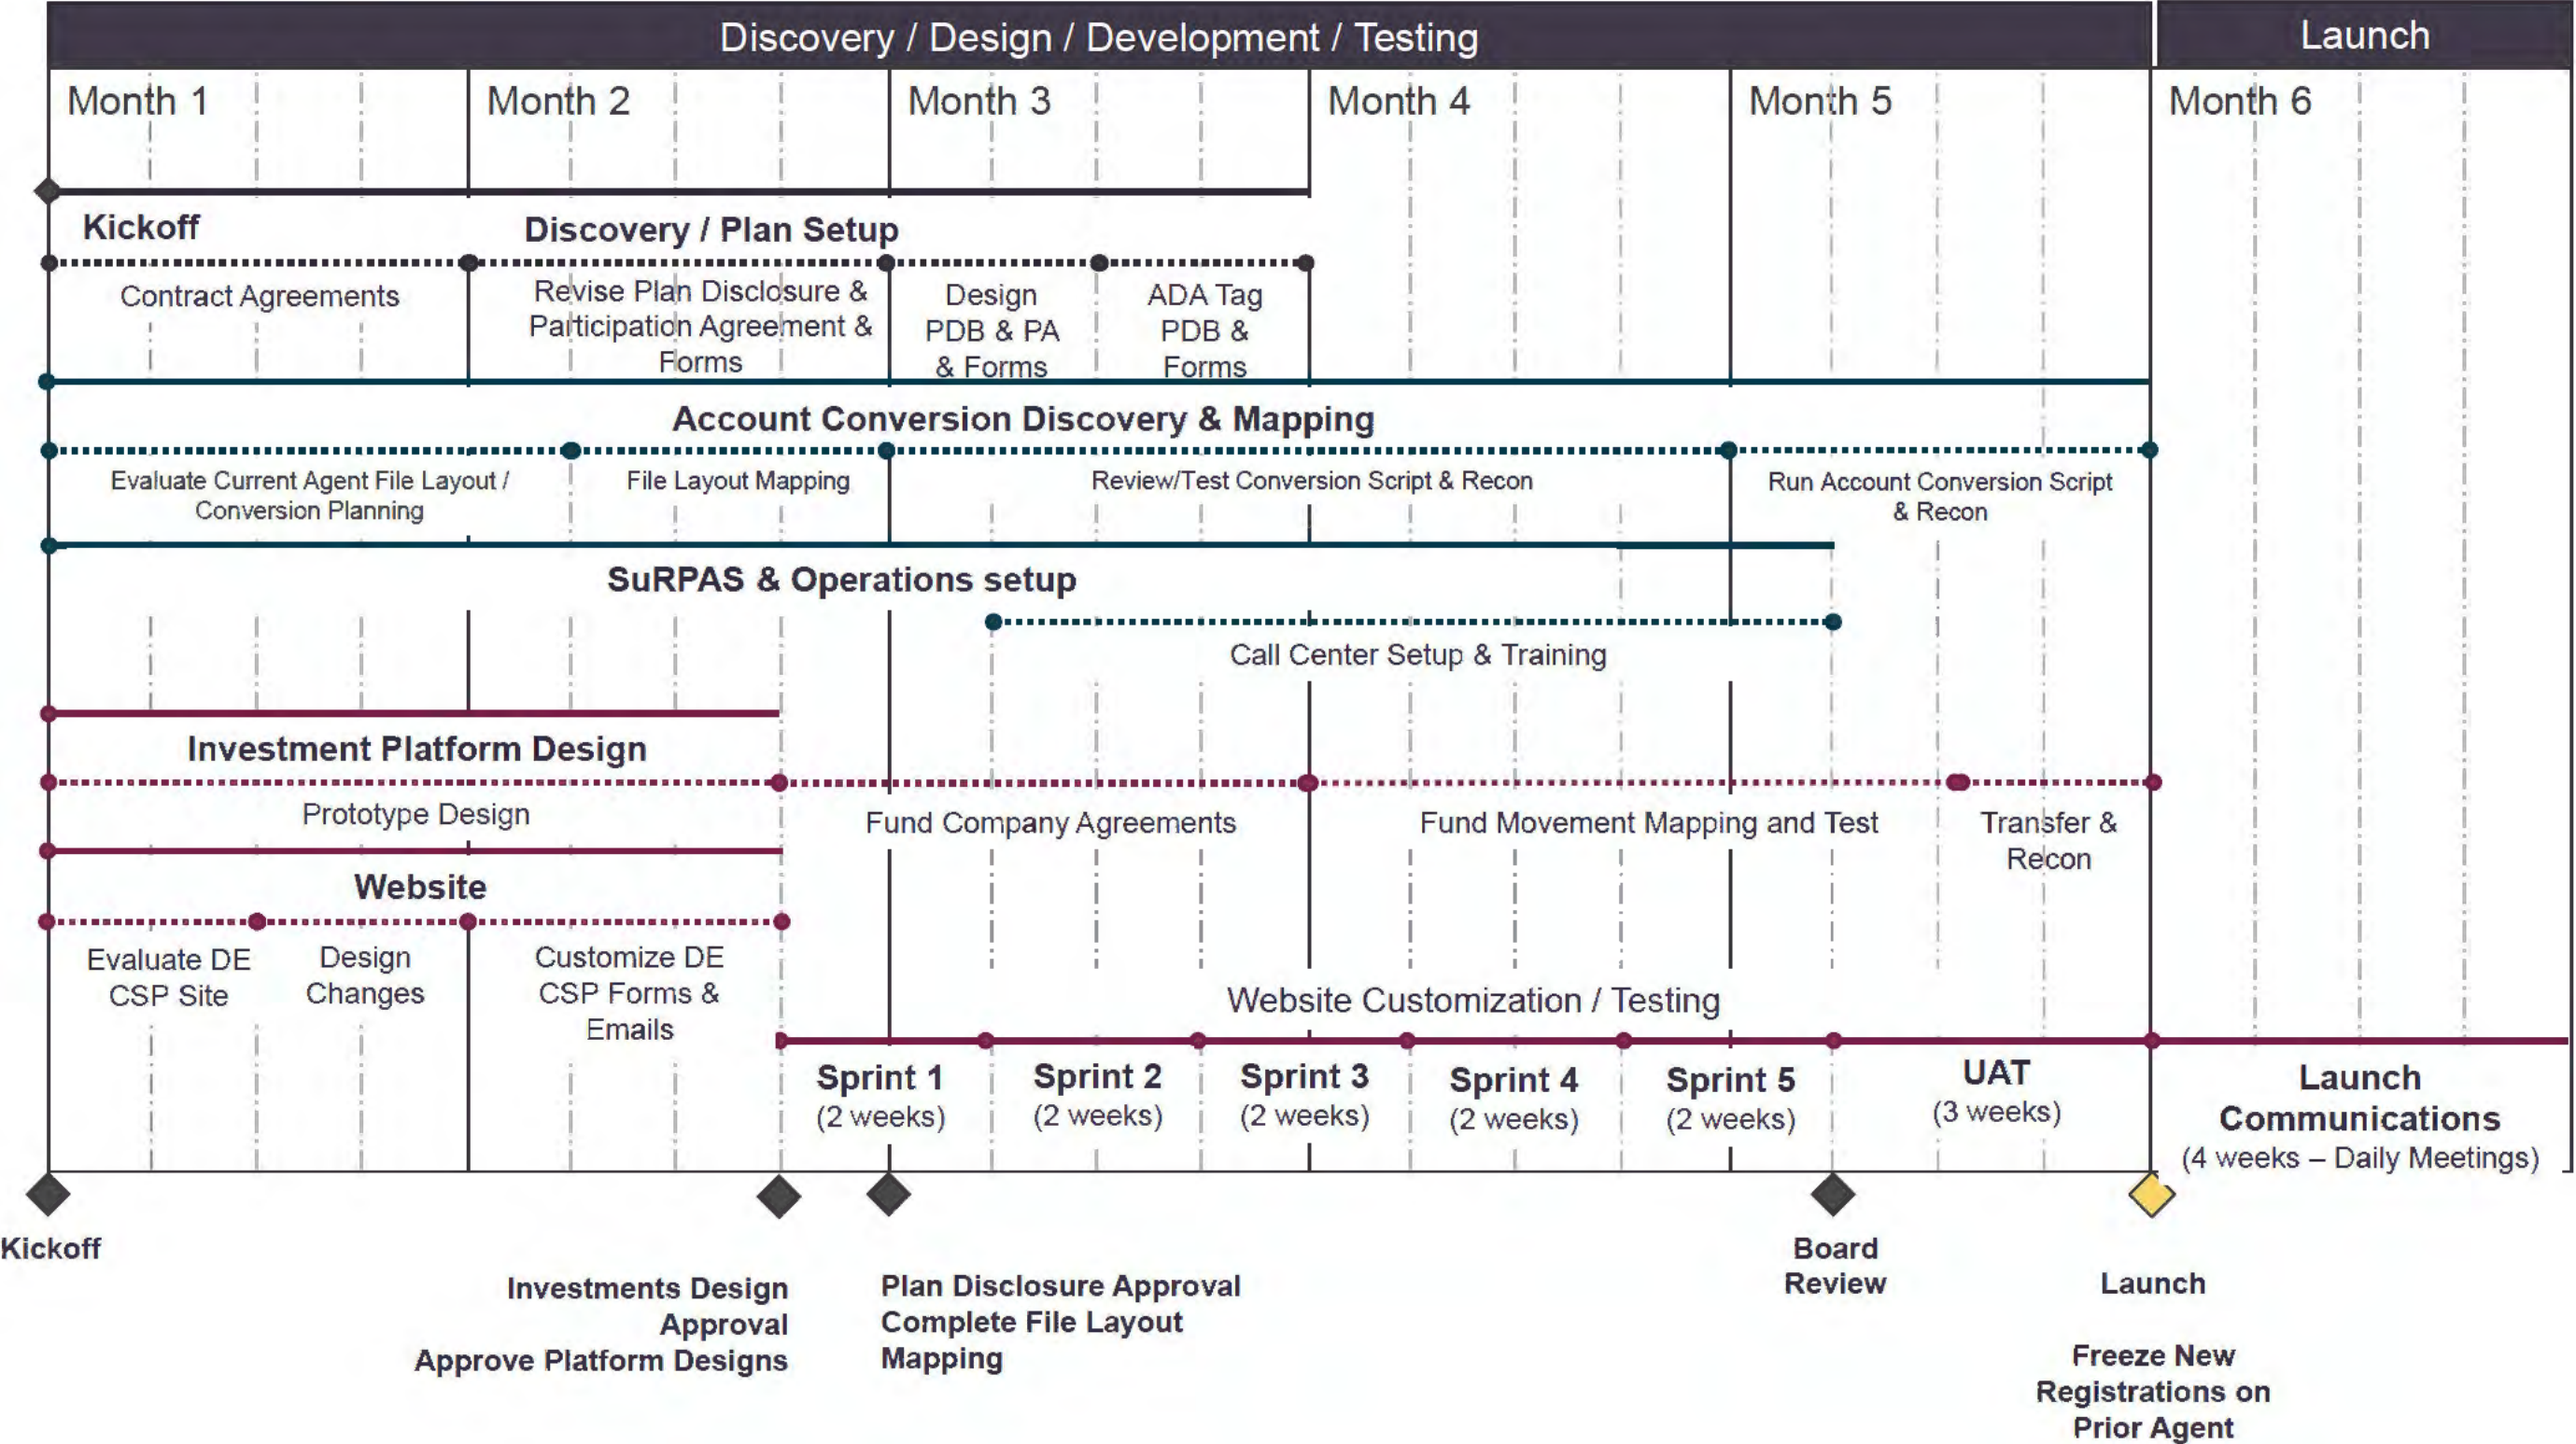 Discovery / Design / Development / Testing
Launch
Month 1
Month 2
Month 3
Month 4
Month 5
Month 6
Kickoff
Discovery / Plan Setup
Contract Agreements
Revise Plan Disclosure &
Participation Agreement &
Forms
Design
PDB & PA
& Forms
ADA Tag
PDB &
Forms
Account Conversion Discovery & Mapping
Evaluate Current Agent File Layout /
Conversion Planning
File Layout Mapping
Review/Test Conversion Script & Recon
Run Account Conversion Script
& Recon
SuRPAS & Operations setup
Call Center Setup & Training
Investment Platform Design
Prototype Design
Fund Company Agreements
Fund Movement Mapping and Test
Transfer &
Recon
Website
Evaluate DE
CSP Site
Design
Changes
Customize DE
CSP Forms &
Emails
Website Customization / Testing
Sprint 1
(2 weeks)
Sprint 2
(2 weeks)
Sprint 3
(2 weeks)
Sprint 4
(2 weeks)
Sprint 5
(2 weeks)
UAT
(3 weeks)
Launch
Communications
(4 weeks – Daily Meetings)
Kickoff
Investments Design
Approval
Approve Platform Designs
Plan Disclosure Approval
Complete File Layout
Mapping
Board
Review
Launch
Freeze New
Registrations on
Prior Agent